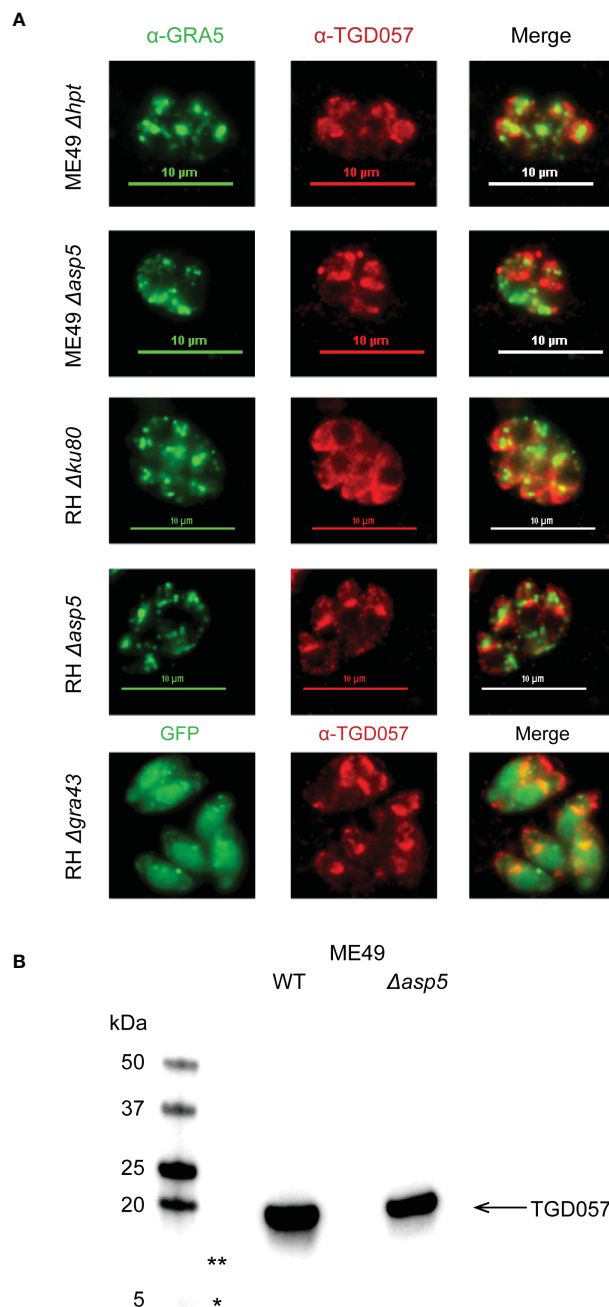 A
α-GRA5 α-TGD057 Merge
ME49 Δhpt
10 µm 10 µm 10 µm
ME49 Δasp5
10 µm 10 µm 10 µm
RH Δku80
10 µm 10 µm 10 µm
RH Δasp5
10 µm 10 µm 10 µm
GFP α-TGD057 Merge
RH Δgra43
B
ME49
WT Δasp5
kDa
50
37
25
20
TGD057
**
5 *